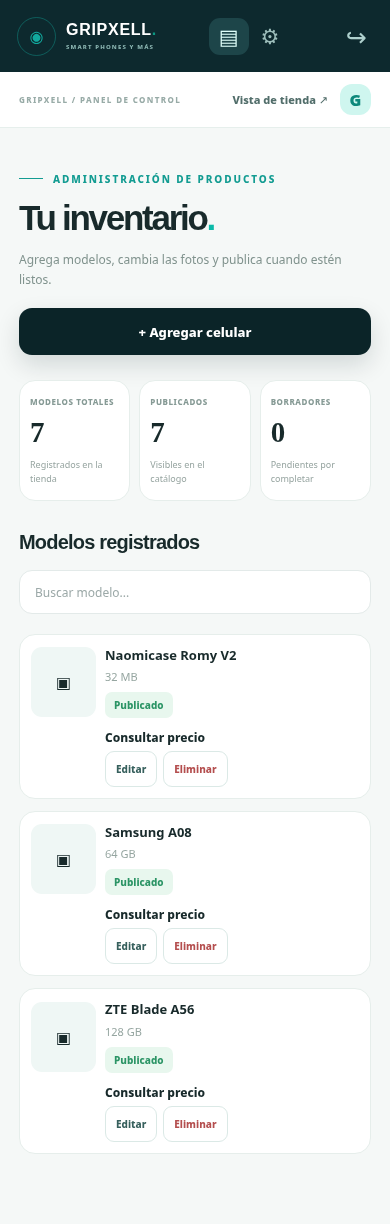 GRIPXELL.
SMART PHONES Y MÁS
GRIPXELL / PANEL DE CONTROL
Vista de tienda ↗
G
ADMINISTRACIÓN DE PRODUCTOS
Tu inventario.
Agrega modelos, cambia las fotos y publica cuando estén
listos.
+ Agregar celular
MODELOS TOTALES
7
Registrados en la
tienda
PUBLICADOS
7
Visibles en el
catálogo
BORRADORES
0
Pendientes por
completar
Modelos registrados
Buscar modelo...
Naomicase Romy V2
32 MB
Publicado
Consultar precio
Editar Eliminar
Samsung A08
64 GB
Publicado
Consultar precio
Editar Eliminar
ZTE Blade A56
128 GB
Publicado
Consultar precio
Editar Eliminar